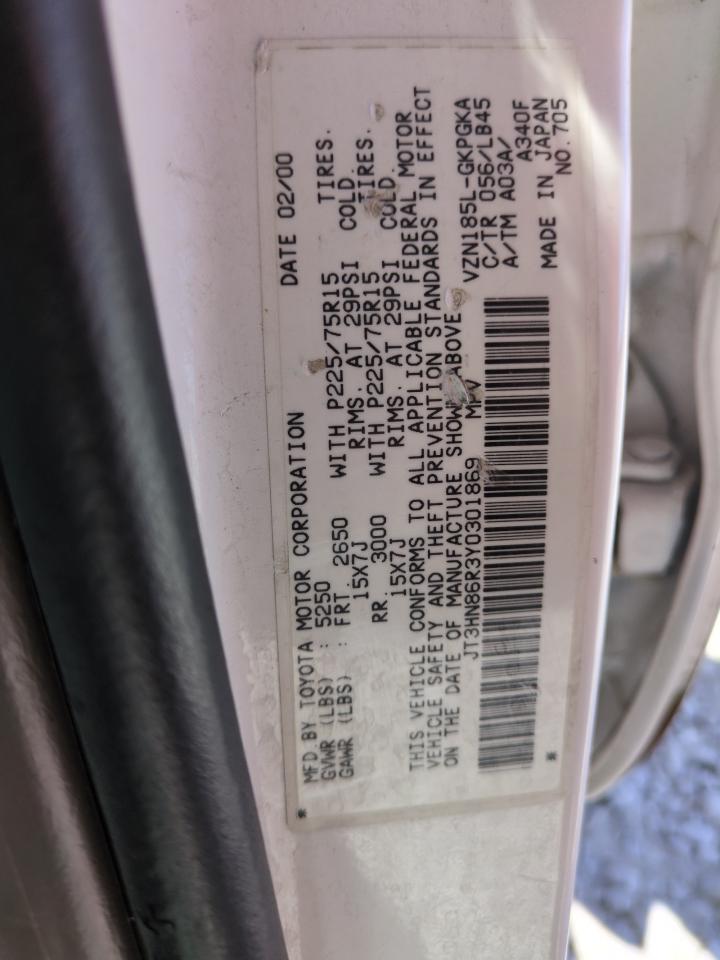 DATE 02/00
MFD.BY TOYOTA MOTOR CORPORATION
GVWR (LBS) : 5250
GAWR (LBS) : FRT. 2650 WITH P225/75R15 TIRES.
15X7J RIMS. AT 29PSI COLD.
RR. 3000 WITH P225/75R15 TIRES.
15X7J RIMS. AT 29PSI COLD.
THIS VEHICLE CONFORMS TO ALL APPLICABLE FEDERAL MOTOR
VEHICLE SAFETY AND THEFT PREVENTION STANDARDS IN EFFECT
ON THE DATE OF MANUFACTURE SHOWN ABOVE
JT3HN86R3Y0301869 MPV
VZN185L-GKPGKA
C/TR 056/LB45
A/TM A03A/
A340F
MADE IN JAPAN
NO.705